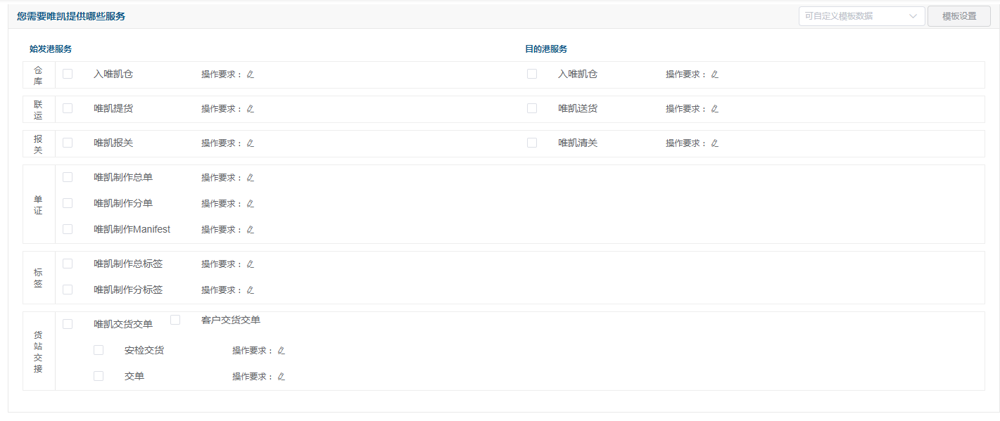 您需要唯凯提供哪些服务 可自定义模板数据 模板设置
始发港服务 目的港服务
仓库 入唯凯仓 操作要求： 入唯凯仓 操作要求：
联运 唯凯提货 操作要求： 唯凯送货 操作要求：
报关 唯凯报关 操作要求： 唯凯清关 操作要求：
单证 唯凯制作总单 操作要求：
唯凯制作分单 操作要求：
唯凯制作Manifest 操作要求：
标签 唯凯制作总标签 操作要求：
唯凯制作分标签 操作要求：
货站交接 唯凯交货交单 客户交货交单
安检交货 操作要求：
交单 操作要求：